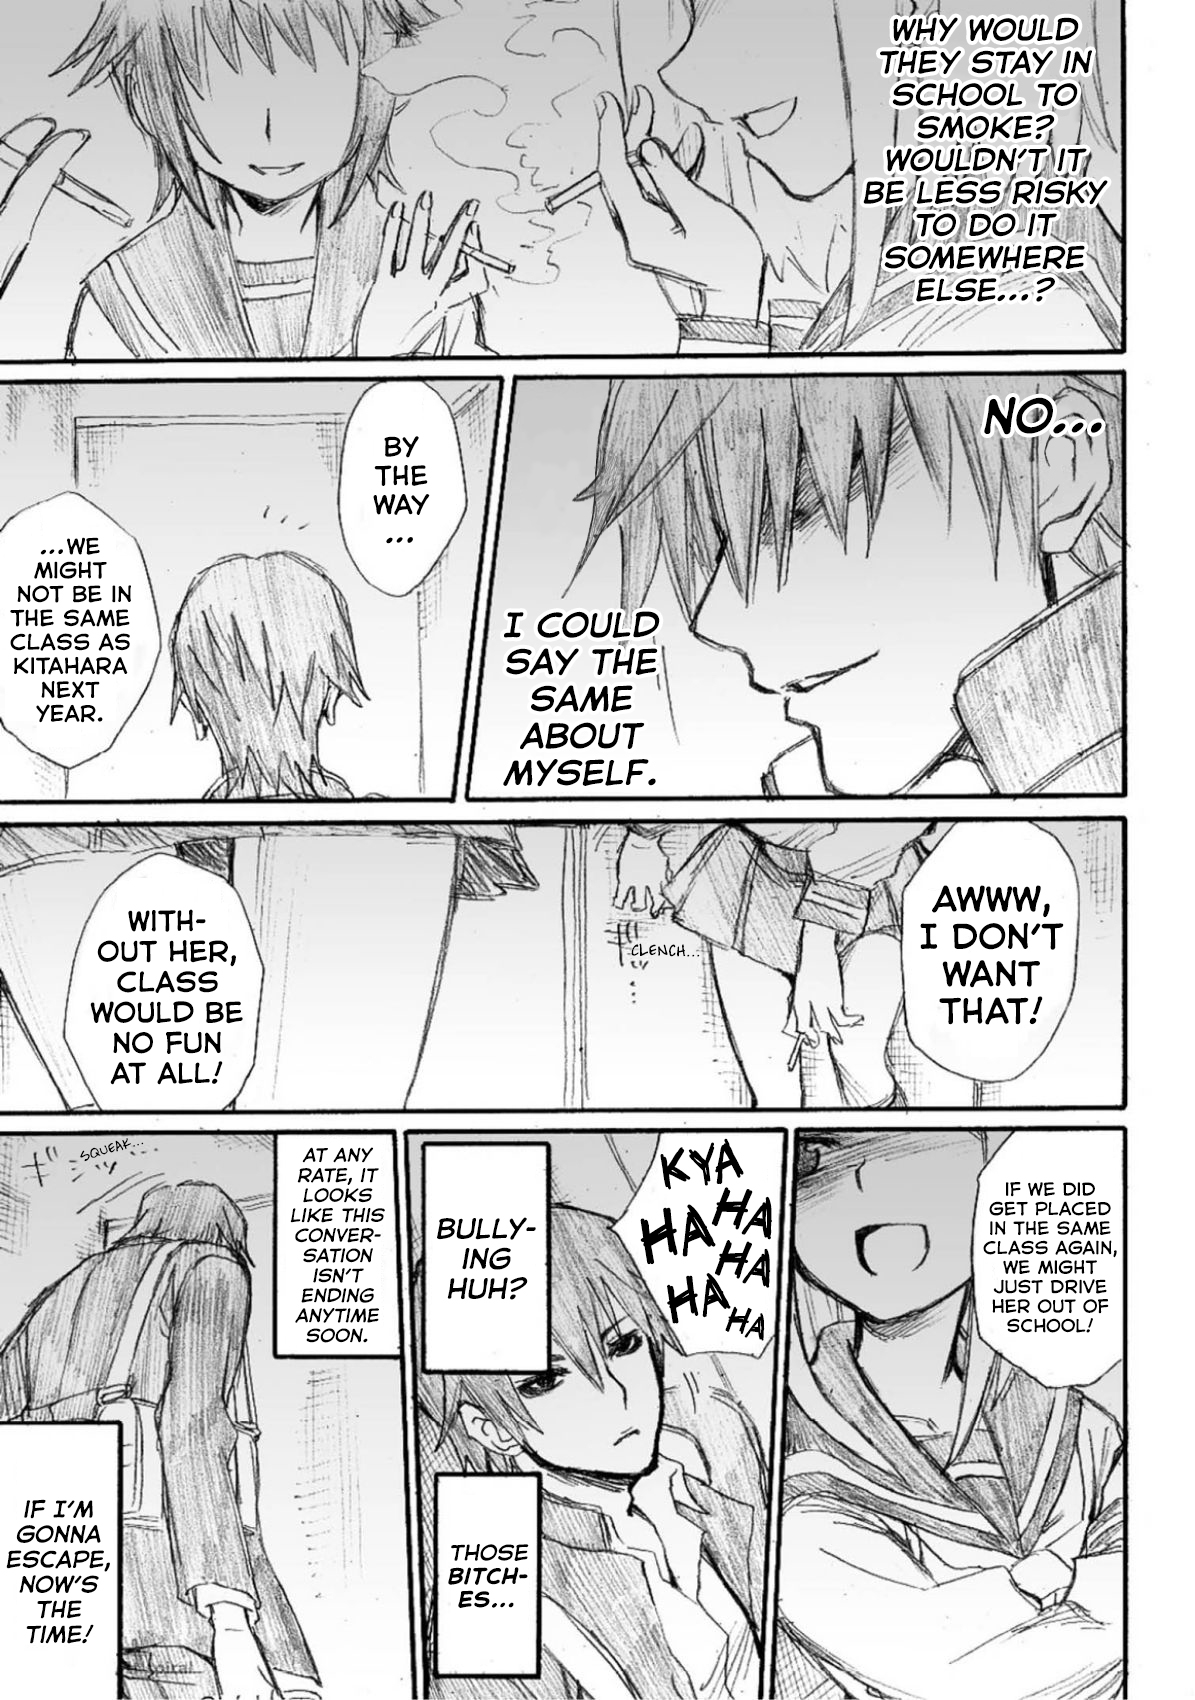 WHY WOULD
THEY STAY IN
SCHOOL TO
SMOKE?
WOULDN'T IT
BE LESS RISKY
TO DO IT
SOMEWHERE
ELSE...?
NO...
I COULD
SAY THE
SAME
ABOUT
MYSELF.
BY
THE
WAY
...
...WE
MIGHT
NOT BE IN
THE SAME
CLASS AS
KITAHARA
NEXT
YEAR.
AWWW,
I DON'T
WANT
THAT!
CLENCH...
WITH-
OUT HER,
CLASS
WOULD BE
NO FUN
AT ALL!
IF WE DID
GET PLACED
IN THE SAME
CLASS AGAIN,
WE MIGHT
JUST DRIVE
HER OUT OF
SCHOOL!
KYA
HA HA
HA
HA HA
BULLY-
ING
HUH?
THOSE
BITCH-
ES...
AT ANY
RATE, IT
LOOKS
LIKE THIS
CONVER-
SATION
ISN'T
ENDING
ANYTIME
SOON.
SQUEAK...
IF I'M
GONNA
ESCAPE,
NOW'S
THE
TIME!